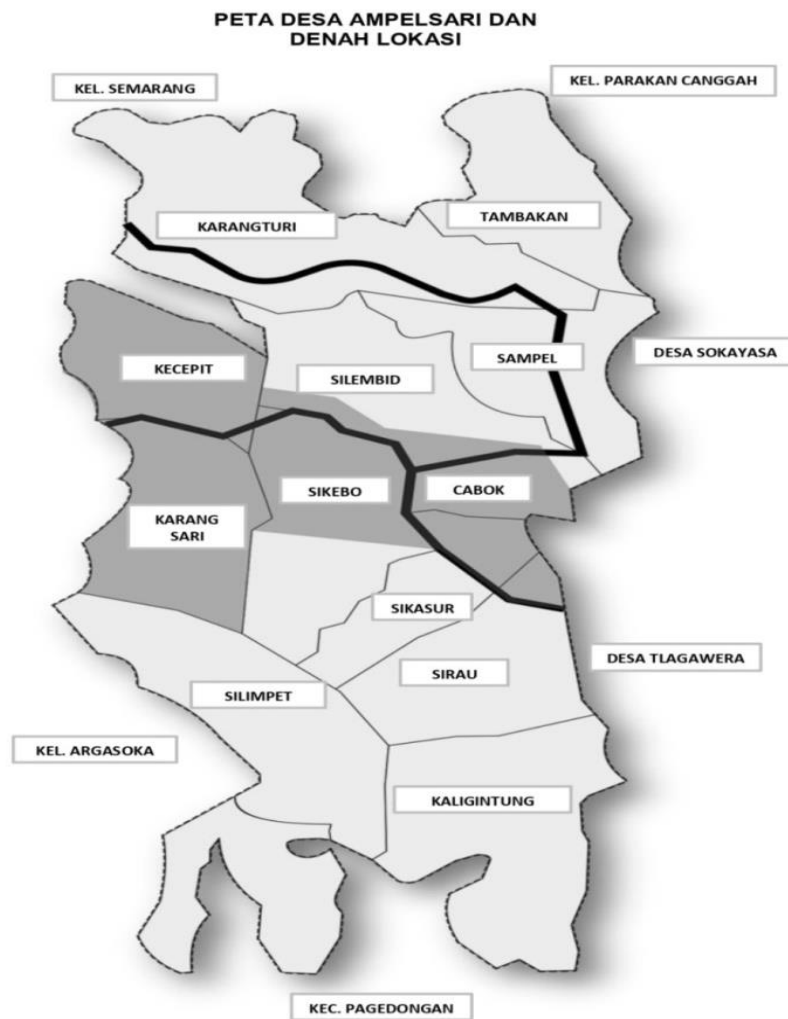 PETA DESA AMPELSARI DAN
DENAH LOKASI
KEL. SEMARANG
KEL. PARAKAN CANGGAH
KARANGTURI
TAMBAKAN
KECEPIT
SILEMBID
SAMPEL
DESA SOKAYASA
KARANG
SARI
SIKEBO
CABOK
SIKASUR
SILIMPET
SIRAU
DESA TLAGAWERA
KEL. ARGASOKA
KALIGINTUNG
KEC. PAGEDONGAN